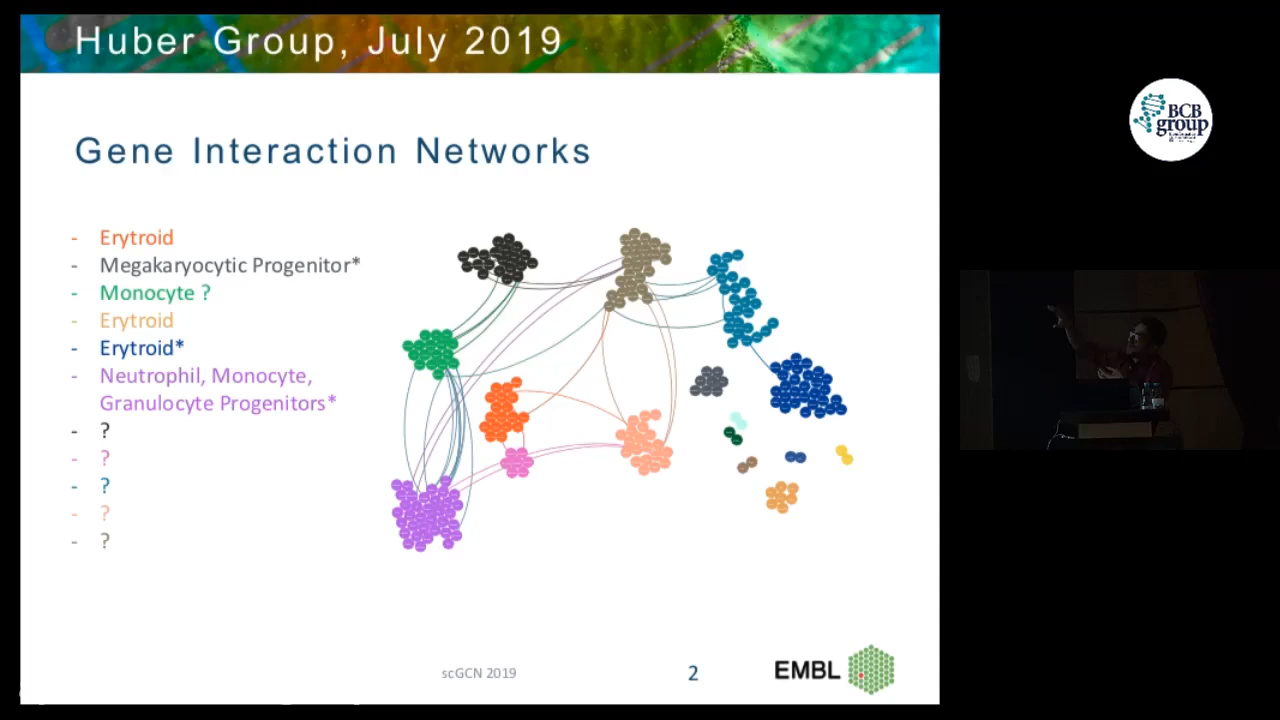 Huber Group, July 2019
Gene Interaction Networks
- Erytroid
- Megakaryocytic Progenitor*
- Monocyte ?
- Erytroid
- Erytroid*
- Neutrophil, Monocyte,
Granulocyte Progenitors*
- ?
- ?
- ?
- ?
- ?
scGCN 2019
2
EMBL
BCB
group